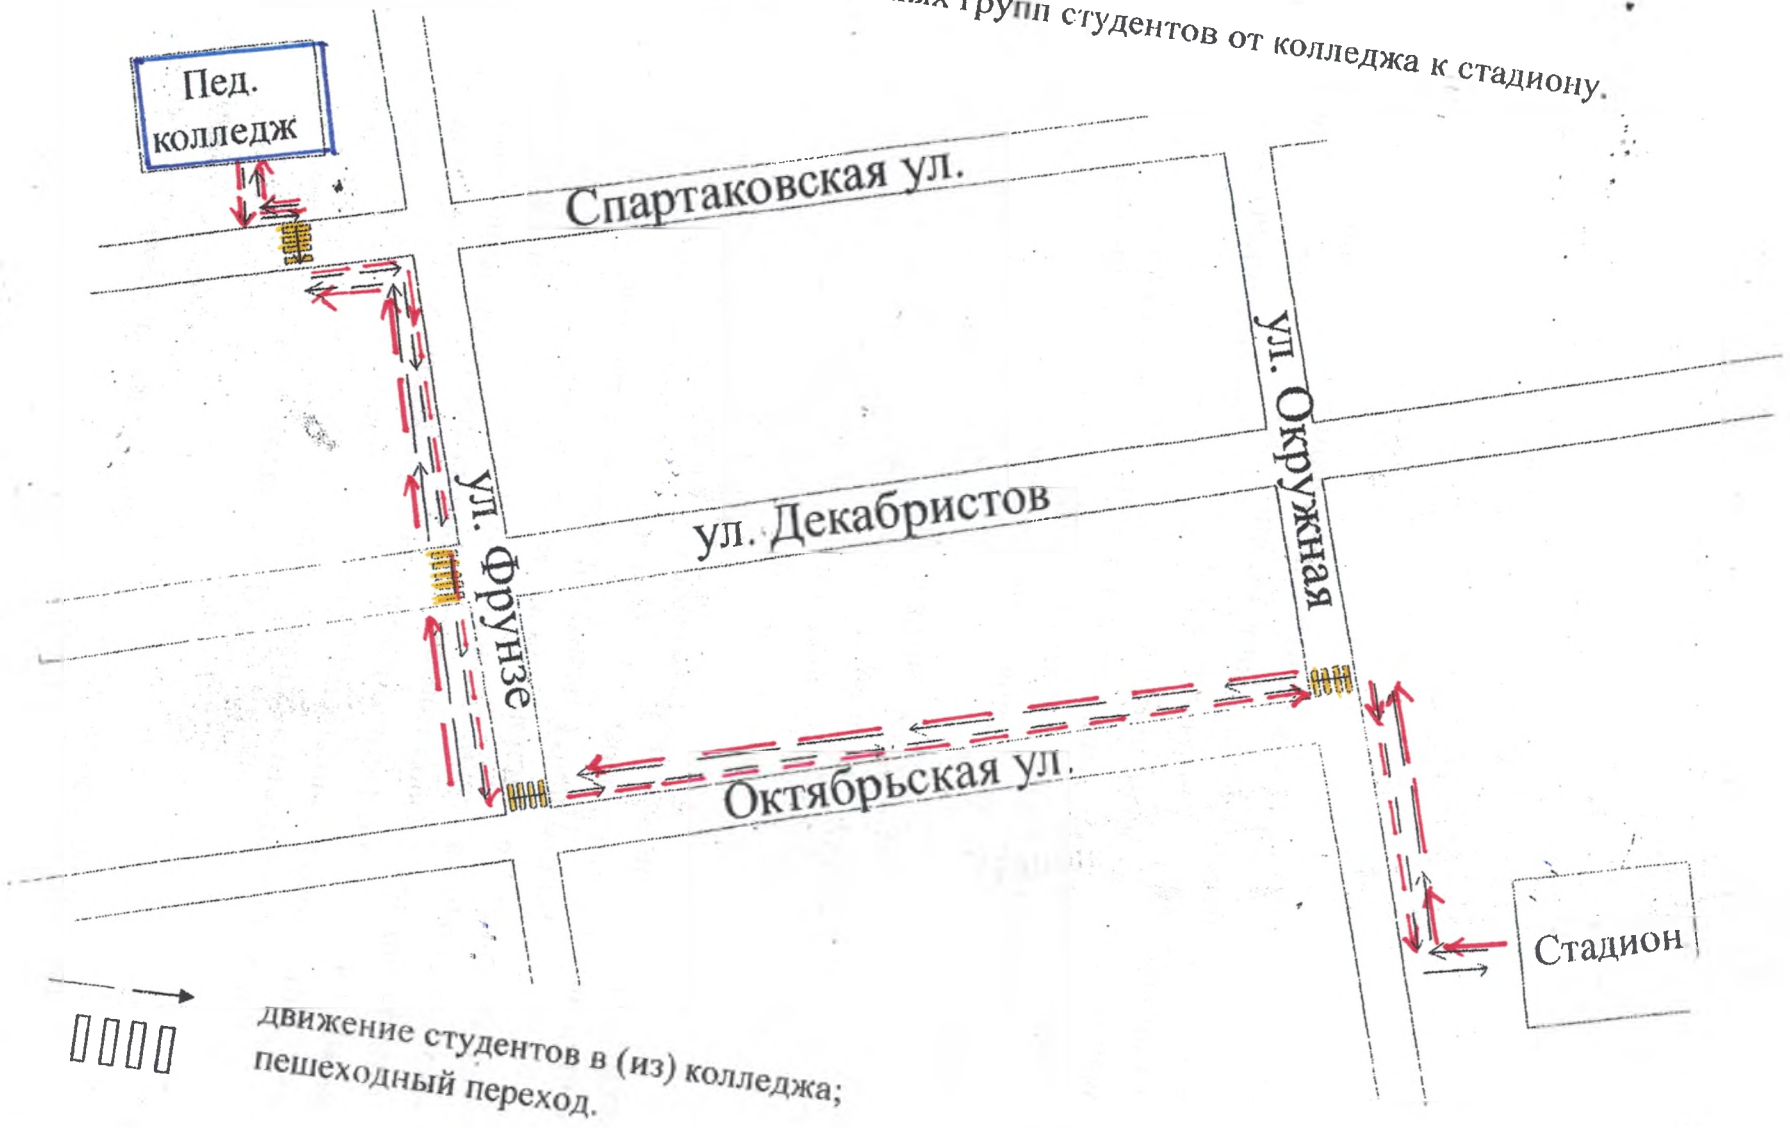 групп студентов от колледжа к стадиону.
Пед.
колледж
Спартаковская ул.
ул. Окружная
ул. Декабристов
ул. Фрунзе
Октябрьская ул.
Стадион
движение студентов в (из) колледжа;
пешеходный переход.